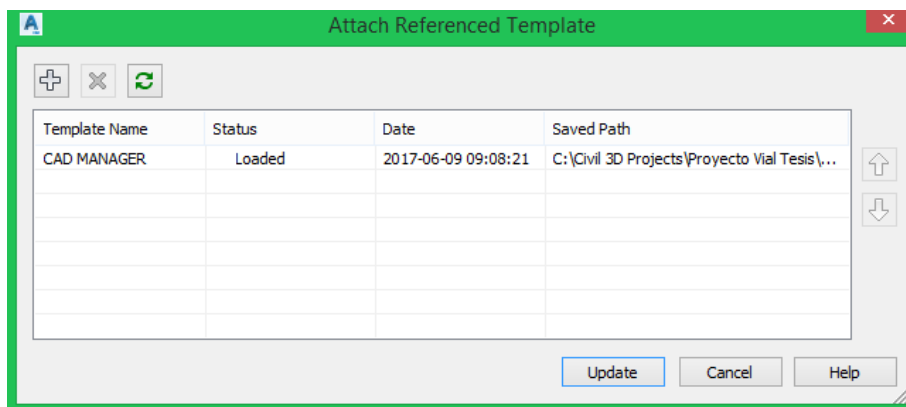 Attach Referenced Template
Template Name Status Date Saved Path
CAD MANAGER Loaded 2017-06-09 09:08:21 C:\Civil 3D Projects\Proyecto Vial Tesis\...
Update Cancel Help